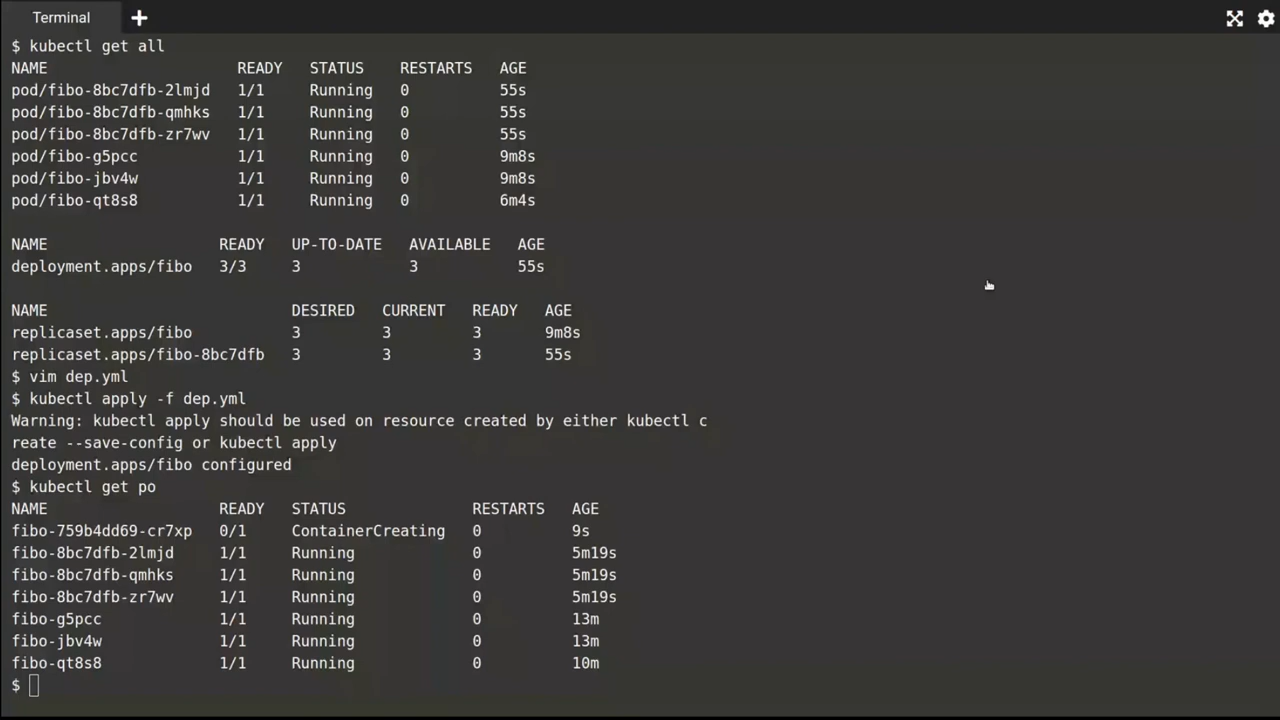 Terminal
$ kubectl get all
NAME READY STATUS RESTARTS AGE
pod/fibo-8bc7dfb-2lmjd 1/1 Running 0 55s
pod/fibo-8bc7dfb-qmhks 1/1 Running 0 55s
pod/fibo-8bc7dfb-zr7wv 1/1 Running 0 55s
pod/fibo-g5pcc 1/1 Running 0 9m8s
pod/fibo-jbv4w 1/1 Running 0 9m8s
pod/fibo-qt8s8 1/1 Running 0 6m4s
NAME READY UP-TO-DATE AVAILABLE AGE
deployment.apps/fibo 3/3 3 3 55s
NAME DESIRED CURRENT READY AGE
replicaset.apps/fibo 3 3 3 9m8s
replicaset.apps/fibo-8bc7dfb 3 3 3 55s
$ vim dep.yml
$ kubectl apply -f dep.yml
Warning: kubectl apply should be used on resource created by either kubectl c
reate --save-config or kubectl apply
deployment.apps/fibo configured
$ kubectl get po
NAME READY STATUS RESTARTS AGE
fibo-759b4dd69-cr7xp 0/1 ContainerCreating 0 9s
fibo-8bc7dfb-2lmjd 1/1 Running 0 5m19s
fibo-8bc7dfb-qmhks 1/1 Running 0 5m19s
fibo-8bc7dfb-zr7wv 1/1 Running 0 5m19s
fibo-g5pcc 1/1 Running 0 13m
fibo-jbv4w 1/1 Running 0 13m
fibo-qt8s8 1/1 Running 0 10m
$